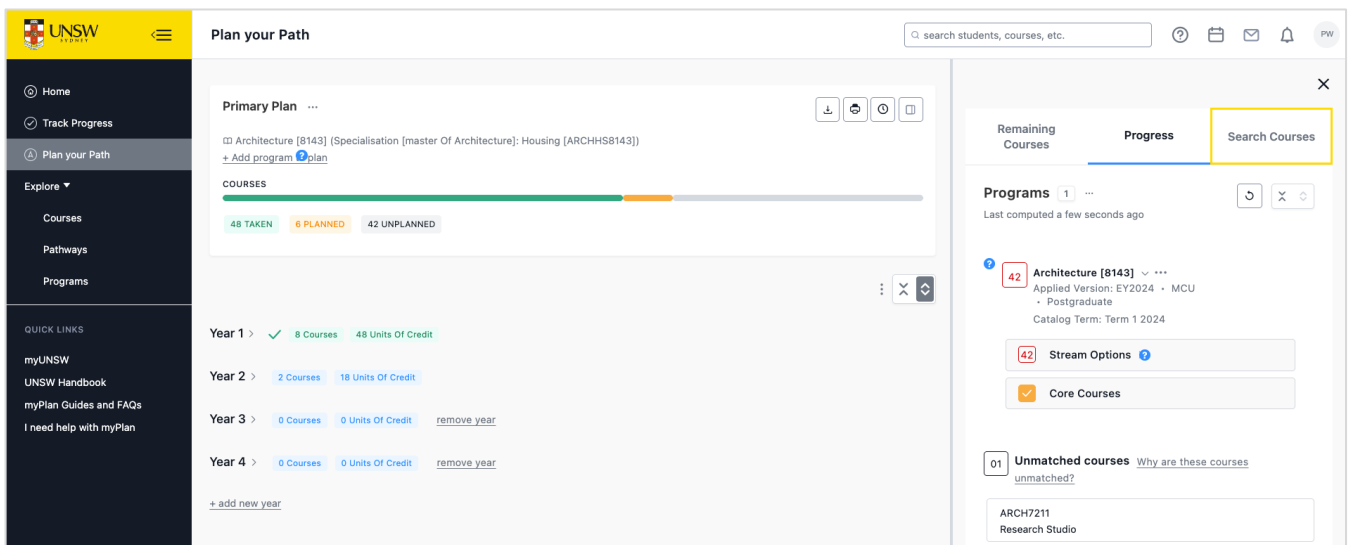 UNSW
SYDNEY
Plan your Path
search students, courses, etc.
PW
Home
Track Progress
Plan your Path
Explore
Courses
Pathways
Programs
QUICK LINKS
myUNSW
UNSW Handbook
myPlan Guides and FAQs
I need help with myPlan
Primary Plan ...
Architecture [8143] (Specialisation [master Of Architecture]: Housing [ARCHHS8143])
+ Add program ? plan
COURSES
48 TAKEN 6 PLANNED 42 UNPLANNED
Year 1 > 8 Courses 48 Units Of Credit
Year 2 > 2 Courses 18 Units Of Credit
Year 3 > 0 Courses 0 Units Of Credit remove year
Year 4 > 0 Courses 0 Units Of Credit remove year
+ add new year
Remaining
Courses
Progress
Search Courses
Programs 1 ...
Last computed a few seconds ago
? 42 Architecture [8143] ...
Applied Version: EY2024 • MCU
• Postgraduate
Catalog Term: Term 1 2024
42 Stream Options ?
Core Courses
01 Unmatched courses Why are these courses
unmatched?
ARCH7211
Research Studio